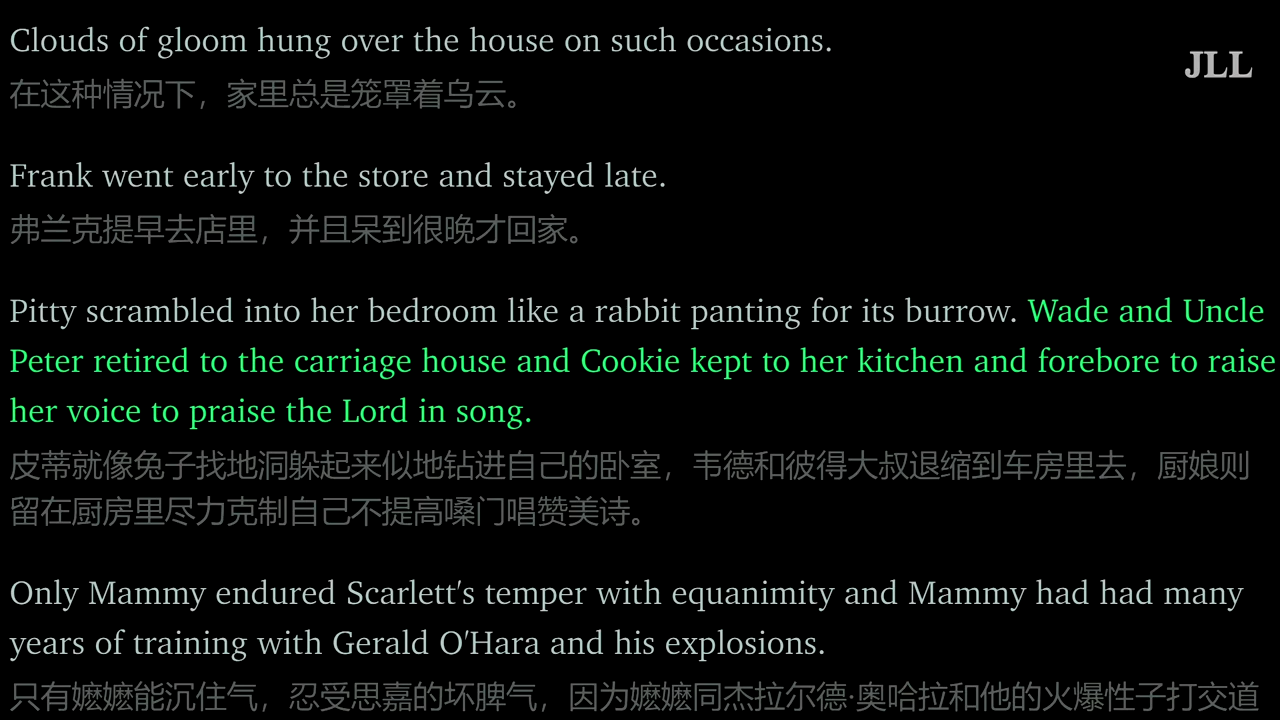 Clouds of gloom hung over the house on such occasions.
JLL
在这种情况下，家里总是笼罩着乌云。
Frank went early to the store and stayed late.
弗兰克提早去店里，并且呆到很晚才回家。
Pitty scrambled into her bedroom like a rabbit panting for its burrow. Wade and Uncle
Peter retired to the carriage house and Cookie kept to her kitchen and forebore to raise
her voice to praise the Lord in song.
皮蒂就像兔子找地洞躲起来似地钻进自己的卧室，韦德和彼得大叔退缩到车房里去，厨娘则
留在厨房里尽力克制自己不提高嗓门唱赞美诗。
Only Mammy endured Scarlett's temper with equanimity and Mammy had had many
years of training with Gerald O'Hara and his explosions.
只有嬷嬷能沉住气，忍受思嘉的坏脾气，因为嬷嬷同杰拉尔德·奥哈拉和他的火爆性子打交道